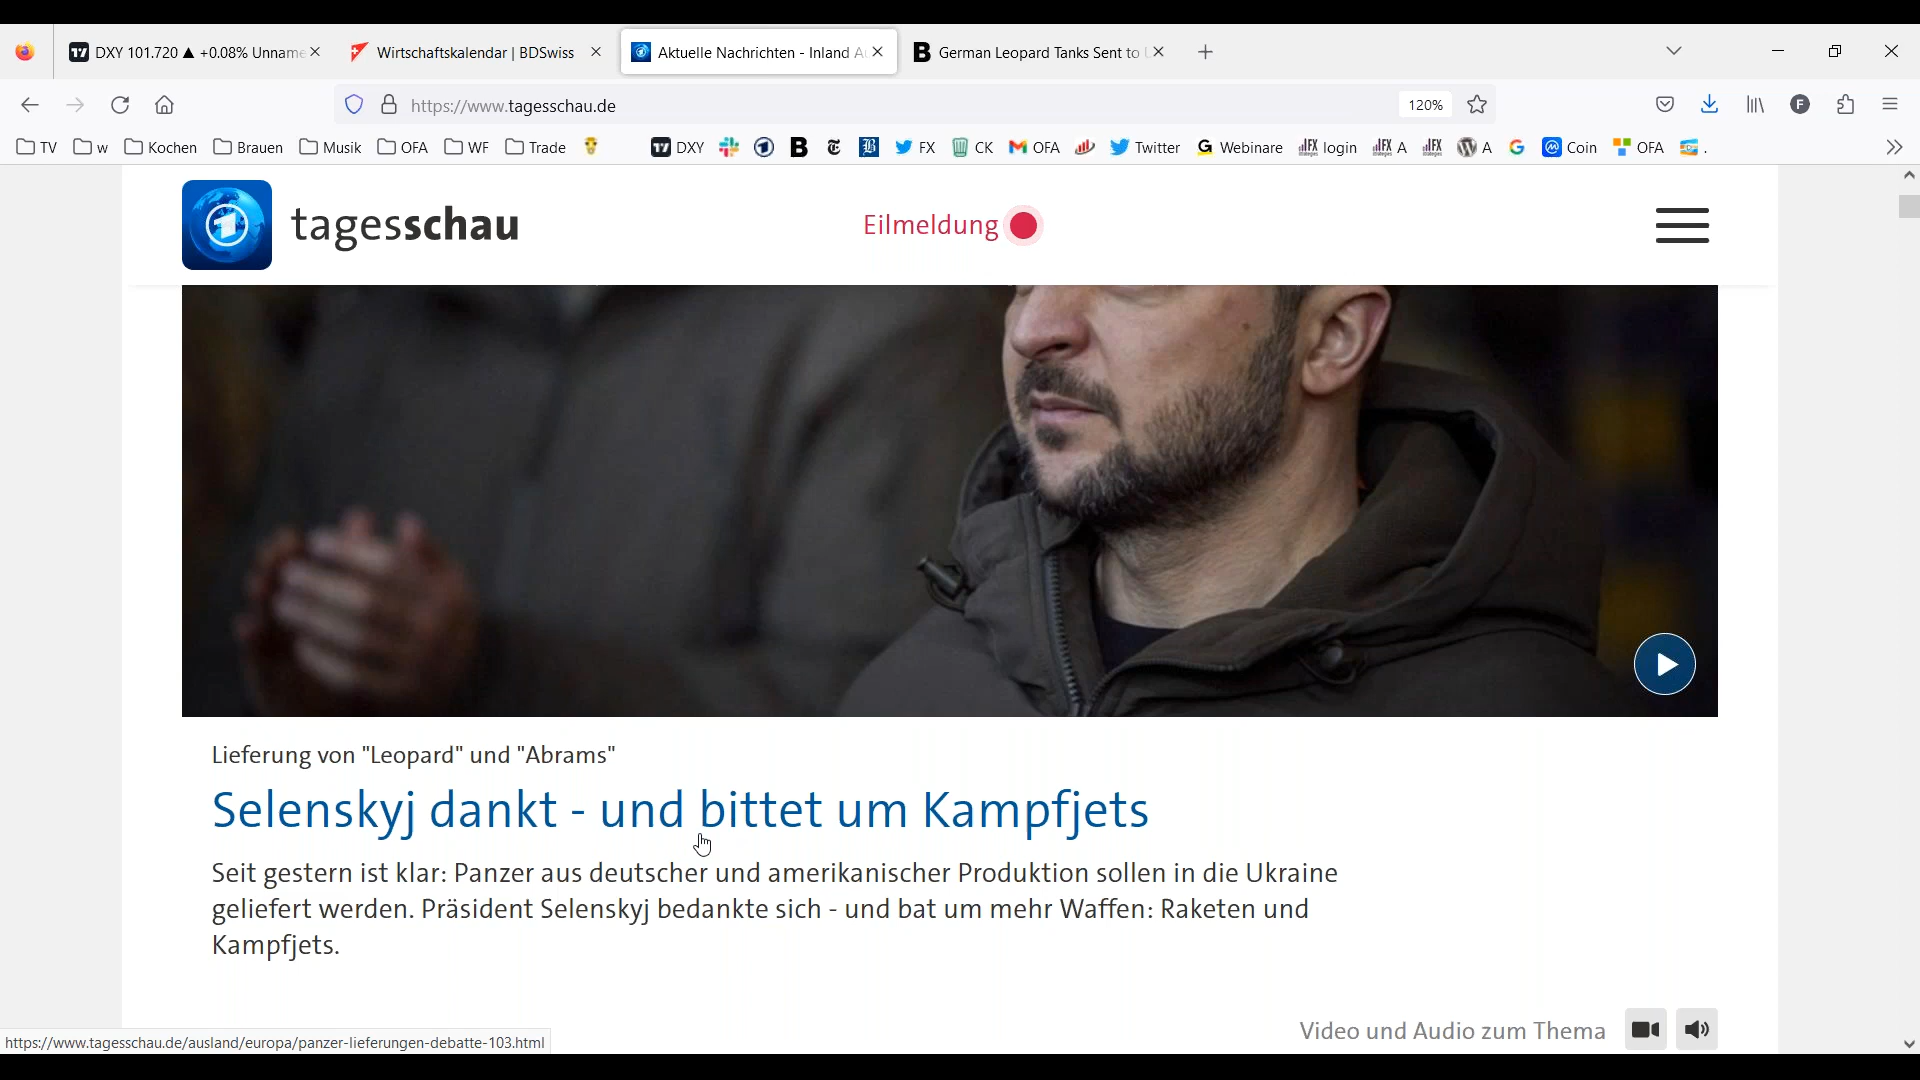 DXY 101.720 ▲ +0.08% Unname
Wirtschaftskalendar | BDSwiss
Aktuelle Nachrichten - Inland A
German Leopard Tanks Sent to
https://www.tagesschau.de
120%
TV w Kochen Brauen Musik OFA WF Trade DXY B FX CK OFA Twitter Webinare IFX login IFX A IFX A Coin OFA .
tagesschau
Eilmeldung
Lieferung von "Leopard" und "Abrams"
Selenskyj dankt - und bittet um Kampfjets
Seit gestern ist klar: Panzer aus deutscher und amerikanischer Produktion sollen in die Ukraine
geliefert werden. Präsident Selenskyj bedankte sich - und bat um mehr Waffen: Raketen und
Kampfjets.
Video und Audio zum Thema
https://www.tagesschau.de/ausland/europa/panzer-lieferungen-debatte-103.html